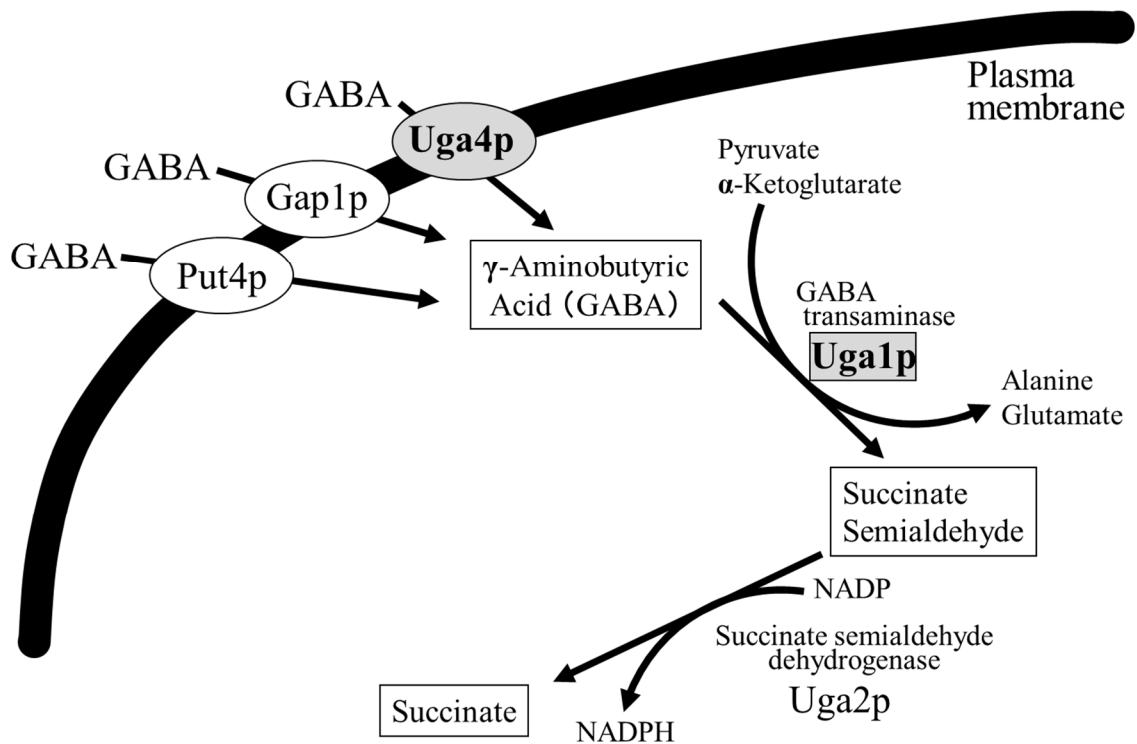 Plasma
membrane
GABA
Uga4p
GABA
Gap1p
GABA
Put4p
Pyruvate
α-Ketoglutarate
γ-Aminobutyric
Acid（GABA）
GABA
transaminase
Uga1p
Alanine
Glutamate
Succinate
Semialdehyde
NADP
Succinate semialdehyde
dehydrogenase
Uga2p
Succinate
NADPH